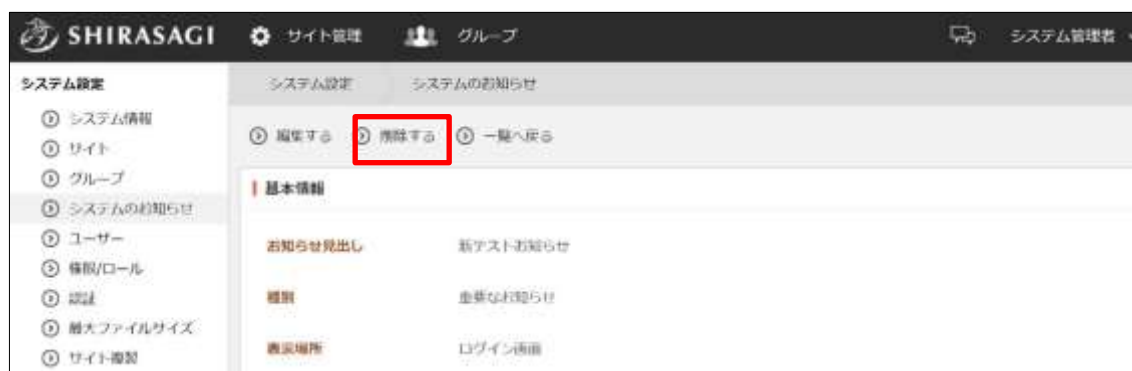 SHIRASAGI サイト管理 グループ システム管理者
システム設定 システム設定 システムのお知らせ
システム情報
編集する 削除する 一覧へ戻る
サイト
グループ
基本情報
システムのお知らせ
ユーザー
お知らせ見出し 新テストお知らせ
権限/ロール
認証
種別 重要なお知らせ
最大ファイルサイズ
サイト複製
表示場所 ログイン画面